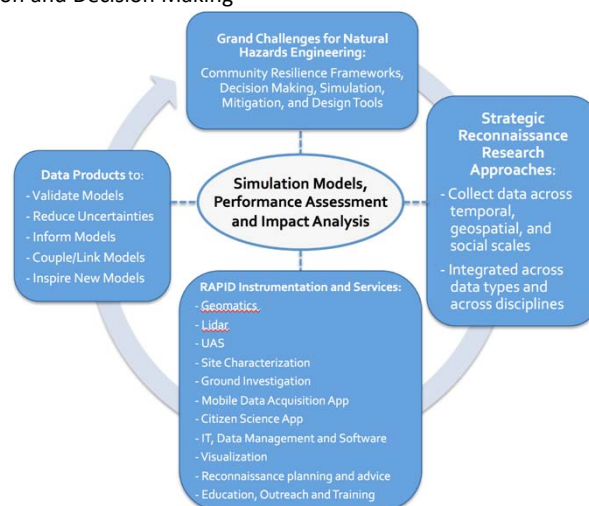 on and Decision Making
Grand Challenges for Natural
Hazards Engineering:
Community Resilience Frameworks,
Decision Making, Simulation,
Mitigation, and Design Tools
Strategic
Reconnaissance
Research
Approaches:
- Collect data across
temporal,
geospatial, and
social scales
- Integrated across
data types and
across disciplines
Data Products to:
- Validate Models
- Reduce Uncertainties
- Inform Models
- Couple/Link Models
- Inspire New Models
Simulation Models,
Performance Assessment
and Impact Analysis
RAPID Instrumentation and Services:
- Geomatics
- Lidar
- UAS
- Site Characterization
- Ground Investigation
- Mobile Data Acquisition App
- Citizen Science App
- IT, Data Management and Software
- Visualization
- Reconnaissance planning and advice
- Education, Outreach and Training